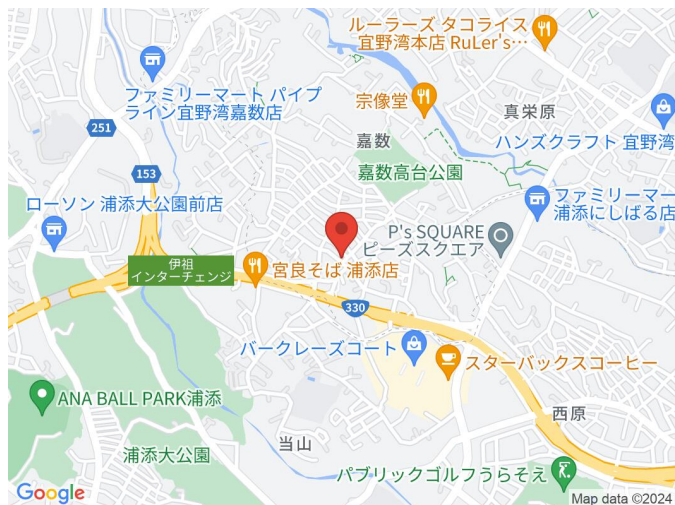 ルーラーズ タコライス
宜野湾本店 RuLer's…
ファミリーマート パイプ
ライン宜野湾嘉数店
宗像堂
真栄原
251
嘉数
ハンズクラフト 宜野湾
153
嘉数高台公園
ローソン 浦添大公園前店
ファミリーマー
浦添にしばる店
P's SQUARE
ピーズスクエア
伊祖
インターチェンジ
宮良そば 浦添店
330
バークレーズコート
スターバックスコーヒー
ANA BALL PARK浦添
西原
当山
浦添大公園
パブリックゴルフうらそえ
Google
Map data ©2024